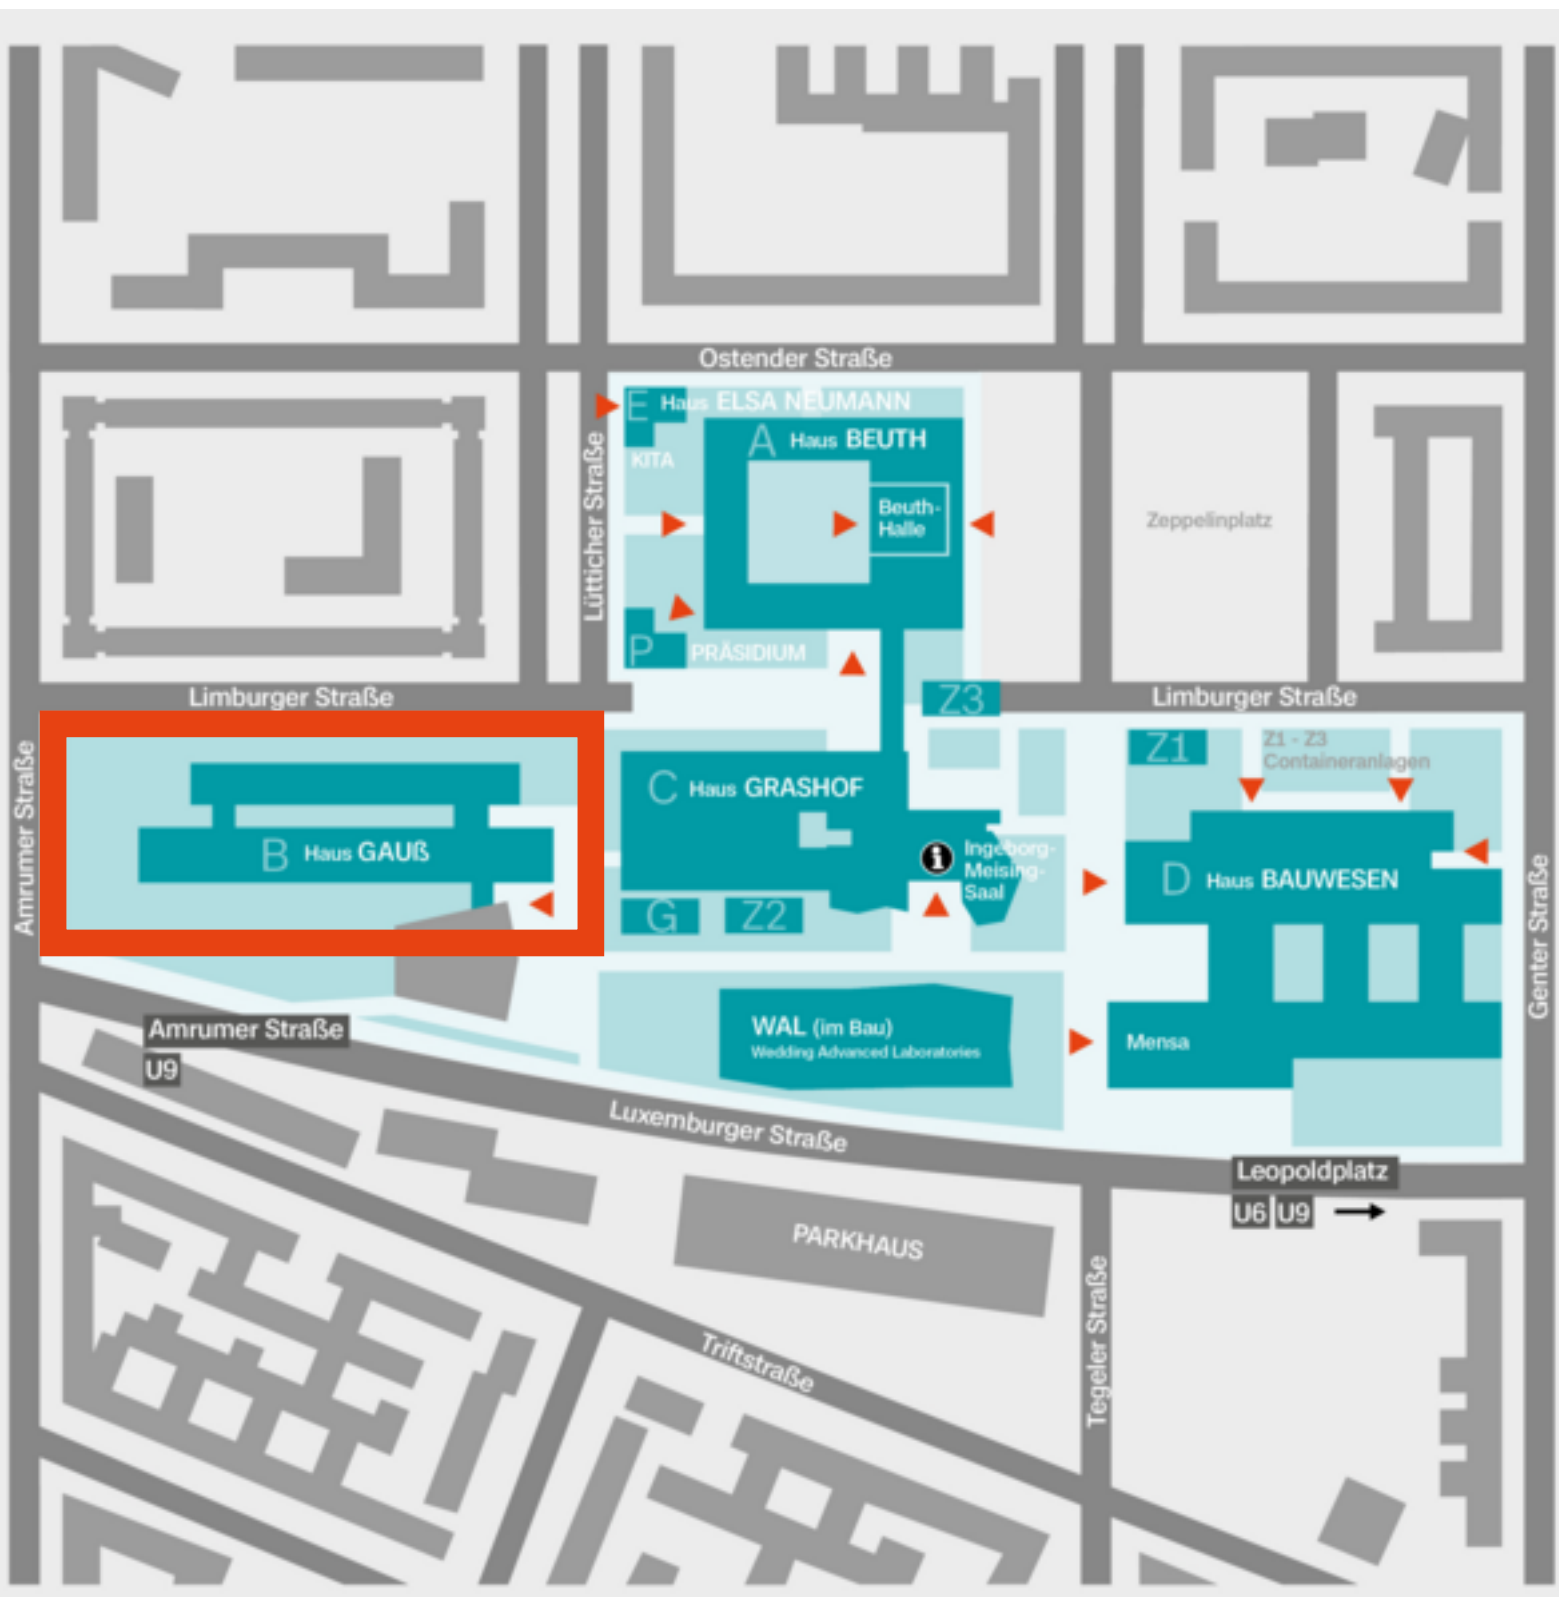 Ostender Straße
E Haus ELSA NEUMANN
A Haus BEUTH
KITA
Beuth-
Halle
Lütticher Straße
Zeppelinplatz
P PRÄSIDIUM
Limburger Straße
Z3
Limburger Straße
Amrumer Straße
Z1
Z1 - Z3
Containeranlagen
C Haus GRASHOF
B Haus GAUß
i
Ingeborg-
Meising-
Saal
D Haus BAUWESEN
Genter Straße
G
Z2
WAL (im Bau)
Wedding Advanced Laboratories
Mensa
Amrumer Straße
U9
Luxemburger Straße
Leopoldplatz
U6 U9
PARKHAUS
Tegeler Straße
Triftstraße